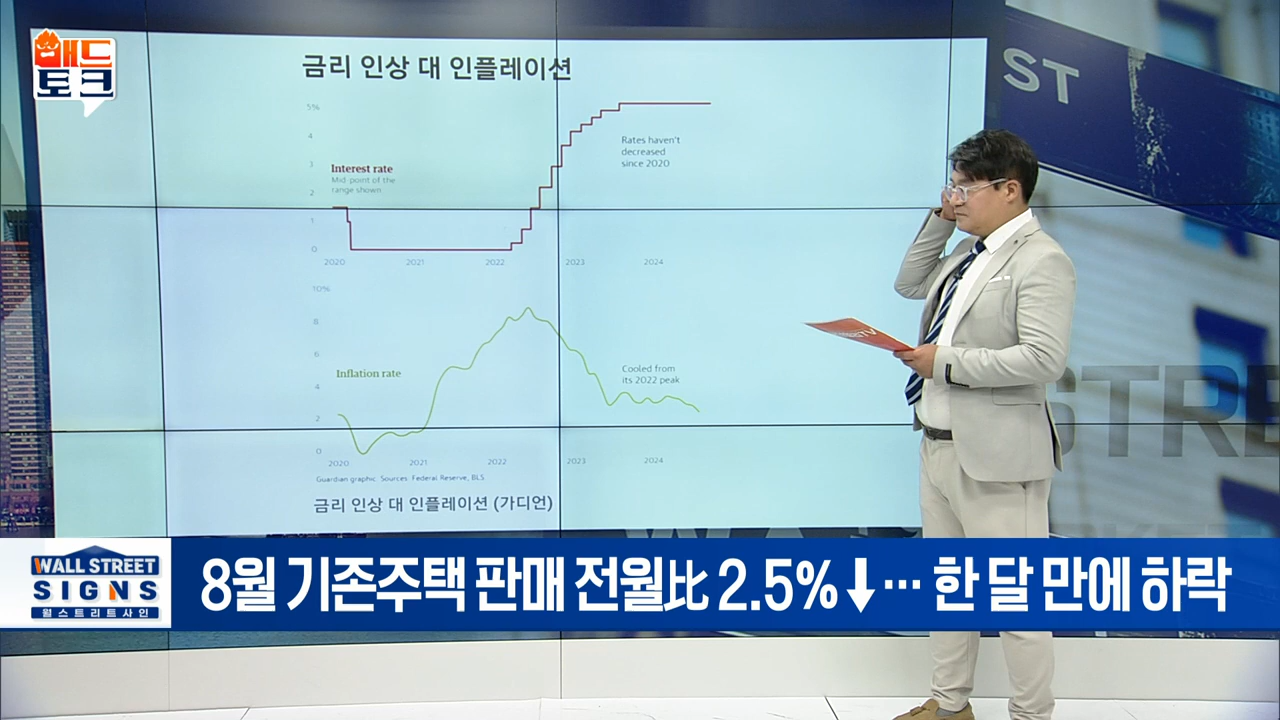 매드
토크
금리 인상 대 인플레이션
5%
4
3
2
1
0
Interest rate
Mid-point of the
range shown
Rates haven't
decreased
since 2020
2020 2021 2022 2023 2024
10%
8
6
4
2
0
Inflation rate
Cooled from
its 2022 peak
2020 2021 2022 2023 2024
Guardian graphic. Sources: Federal Reserve, BLS
금리 인상 대 인플레이션 (가디언)
ST
STRE
WALL STREET
SIGNS
월스트리트사인
8월 기존주택 판매 전월比 2.5%↓… 한 달 만에 하락